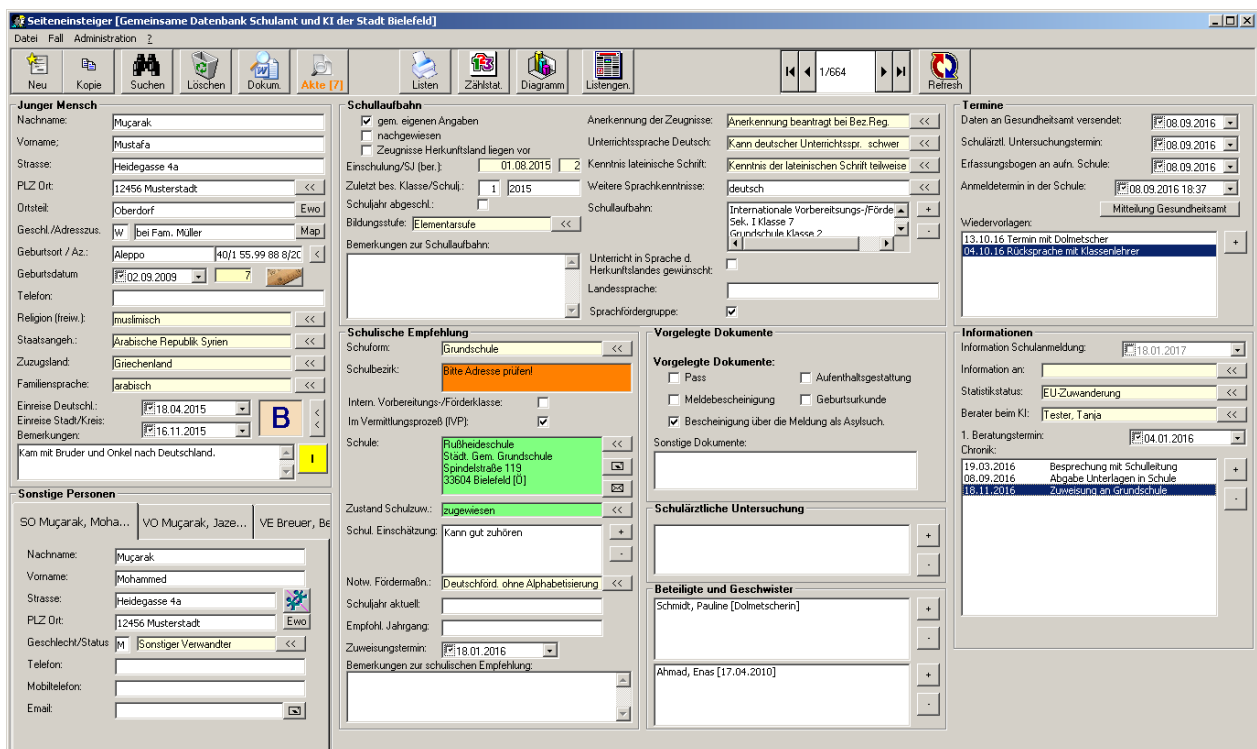 Seiteneinsteiger [Gemeinsame Datenbank Schulamt und KI der Stadt Bielefeld]
Datei Fall Administration ?
Neu Kopie Suchen Löschen Dokum. Akte [7] Listen Zählstat. Diagramm Listengen. 1/664 Refresh
Junger Mensch
Nachname: Muçarak
Vorname; Mustafa
Strasse: Heidegasse 4a
PLZ Ort: 12456 Musterstadt <<
Ortsteil: Oberdorf Ewo
Geschl./Adresszus. W bei Fam. Müller Map
Geburtsort / Az.: Aleppo 40/1 55.99 88 8/20 <
Geburtsdatum 02.09.2009 7
Telefon:
Religion (freiw.): muslimisch <<
Staatsangeh.: Arabische Republik Syrien <<
Zuzugsland: Griechenland <<
Familiensprache: arabisch <<
Einreise Deutschl.: 18.04.2015 B <
Einreise Stadt/Kreis: 16.11.2015 <
Bemerkungen:
Kam mit Bruder und Onkel nach Deutschland. I
Sonstige Personen
SO Muçarak, Moha... VO Muçarak, Jaze... VE Breuer, Be
Nachname: Muçarak
Vorname: Mohammed
Strasse: Heidegasse 4a
PLZ Ort: 12456 Musterstadt Ewo
Geschlecht/Status M Sonstiger Verwandter <<
Telefon:
Mobiltelefon:
Email:
Schullaufbahn
gem. eigenen Angaben
nachgewiesen
Zeugnisse Herkunftsland liegen vor
Einschulung/SJ (ber.): 01.08.2015 2
Zuletzt bes. Klasse/Schulj.: 1 2015
Schuljahr abgeschl.:
Bildungsstufe: Elementarsufe <<
Bemerkungen zur Schullaufbahn:
Anerkennung der Zeugnisse: Anerkennung beantragt bei Bez.Reg. <<
Unterrichtssprache Deutsch: Kann deutscher Unterrichtsspr. schwer <<
Kenntnis lateinische Schrift: Kenntnis der lateinischen Schrift teilweise <<
Weitere Sprachkenntnisse: deutsch <<
Schullaufbahn: Internationale Vorbereitsungs-/Förde +
Sek. I Klasse 7
Grundschule Klasse 2 -
Unterricht in Sprache d.
Herkunftslandes gewünscht:
Landessprache:
Sprachfördergruppe:
Schulische Empfehlung
Schuform: Grundschule <<
Schulbezirk: Bitte Adresse prüfen!
Intern. Vorbereitungs-/Förderklasse:
Im Vermittlungsprozeß (IVP):
Schule: Rußheideschule <<
Städt. Gem. Grundschule
Spindelstraße 119
33604 Bielefeld [Ö]
Zustand Schulzuw.: zugewiesen <<
Schul. Einschätzung: Kann gut zuhören +
-
Notw. Fördermaßn.: Deutschförd. ohne Alphabetisierung <<
Schuljahr aktuell:
Empfohl. Jahrgang:
Zuweisungstermin: 18.01.2016
Bemerkungen zur schulischen Empfehlung:
Vorgelegte Dokumente
Vorgelegte Dokumente:
Pass Aufenthaltsgestattung
Meldebescheinigung Geburtsurkunde
Bescheinigung über die Meldung als Asylsuch.
Sonstige Dokumente:
Schulärztliche Untersuchung
+
-
Beteiligte und Geschwister
Schmidt, Pauline [Dolmetscherin] +
-
Ahmad, Enas [17.04.2010] +
-
Termine
Daten an Gesundheitsamt versendet: 08.09.2016
Schulärztl. Untersuchungstermin: 08.09.2016
Erfassungsbogen an aufn. Schule: 08.09.2016
Anmeldetermin in der Schule: 08.09.2016 18:37
Mitteilung Gesundheitsamt
Wiedervorlagen:
13.10.16 Termin mit Dolmetscher +
04.10.16 Rücksprache mit Klassenlehrer
Informationen
Information Schulanmeldung: 18.01.2017
Information an: <<
Statistikstatus: EU-Zuwanderung <<
Berater beim KI: Tester, Tanja <<
1. Beratungstermin: 04.01.2016
Chronik:
19.03.2016 Besprechung mit Schulleitung +
08.09.2016 Abgabe Unterlagen in Schule
18.11.2016 Zuweisung an Grundschule -